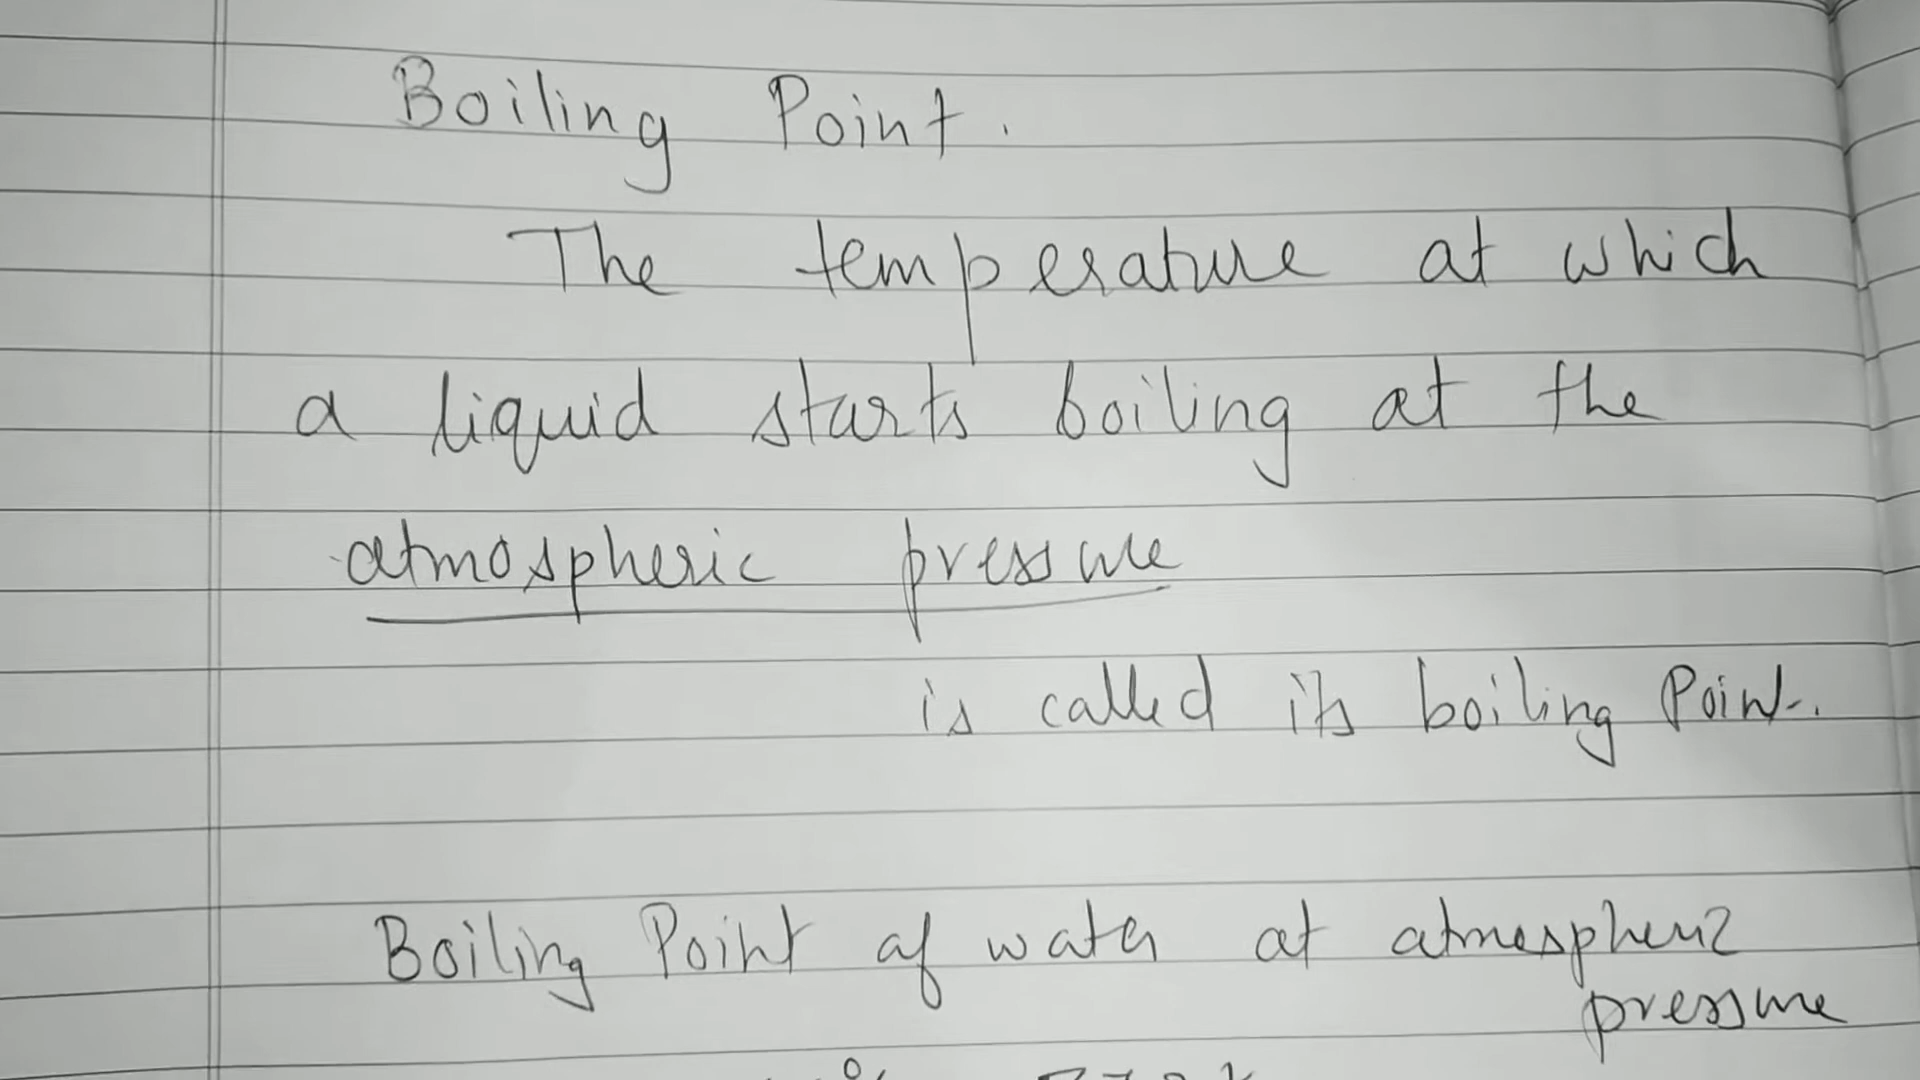 Boiling Point.
The temperature at which
a liquid starts boiling at the
atmospheric pressure
is called its boiling Point.
Boiling Point of water at atmospheric
pressure